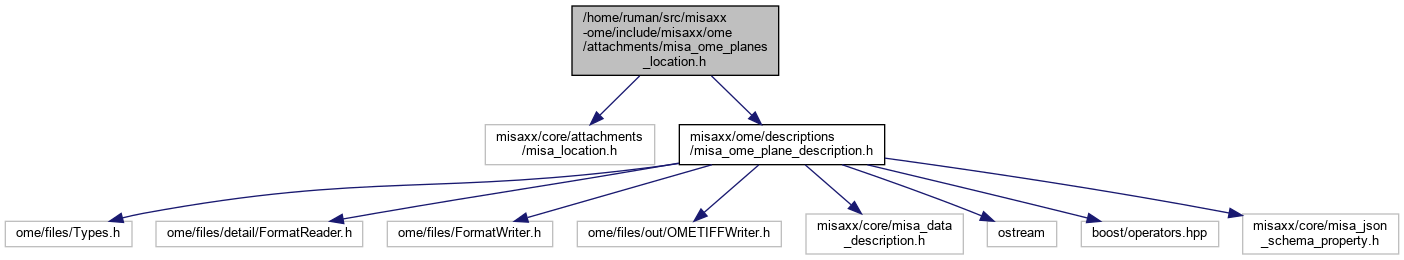 /home/ruman/src/misaxx
-ome/include/misaxx/ome
/attachments/misa_ome_planes
_location.h
misaxx/core/attachments
/misa_location.h
misaxx/ome/descriptions
/misa_ome_plane_description.h
ome/files/Types.h
ome/files/detail/FormatReader.h
ome/files/FormatWriter.h
ome/files/out/OMETIFFWriter.h
misaxx/core/misa_data
_description.h
ostream
boost/operators.hpp
misaxx/core/misa_json
_schema_property.h